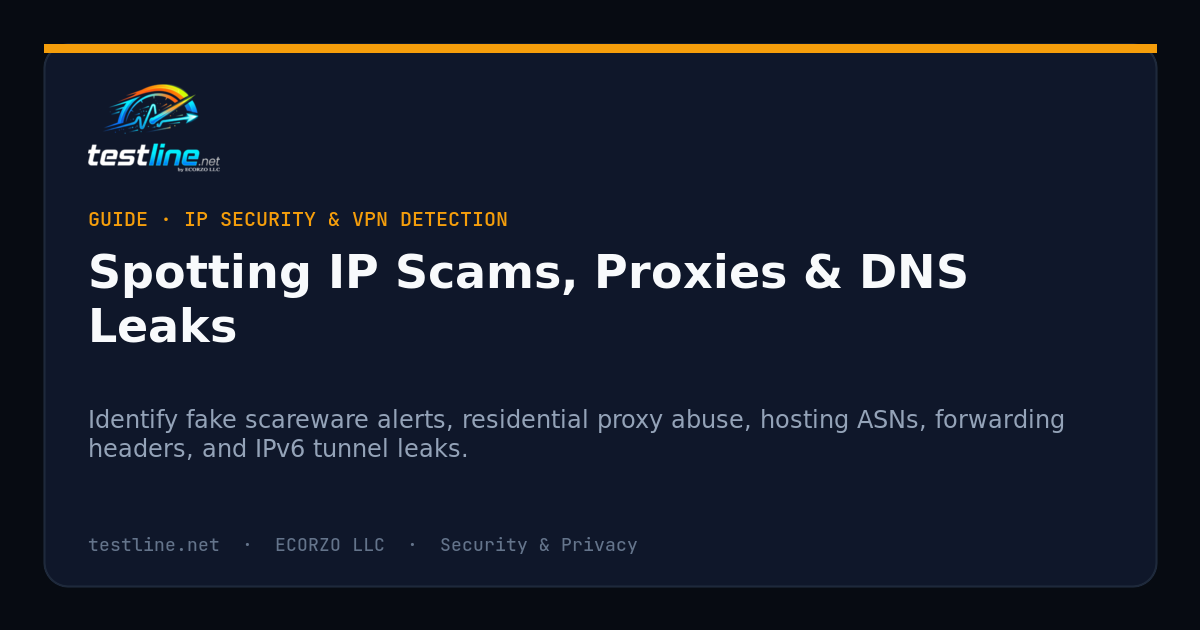 testline.net
by ECORZO LLC
GUIDE · IP SECURITY & VPN DETECTION
Spotting IP Scams, Proxies & DNS
Leaks
Identify fake scareware alerts, residential proxy abuse, hosting ASNs, forwarding
headers, and IPv6 tunnel leaks.
testline.net · ECORZO LLC · Security & Privacy